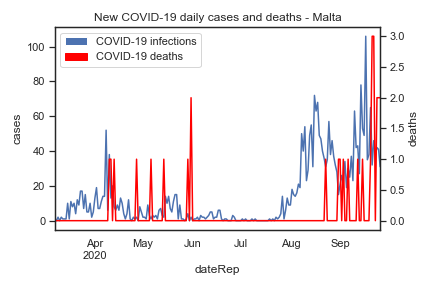 New COVID-19 daily cases and deaths - Malta
COVID-19 infections
COVID-19 deaths
100
80
60
40
20
0
cases
3.0
2.5
2.0
1.5
1.0
0.5
0.0
deaths
Apr
2020
May
Jun
Jul
Aug
Sep
dateRep